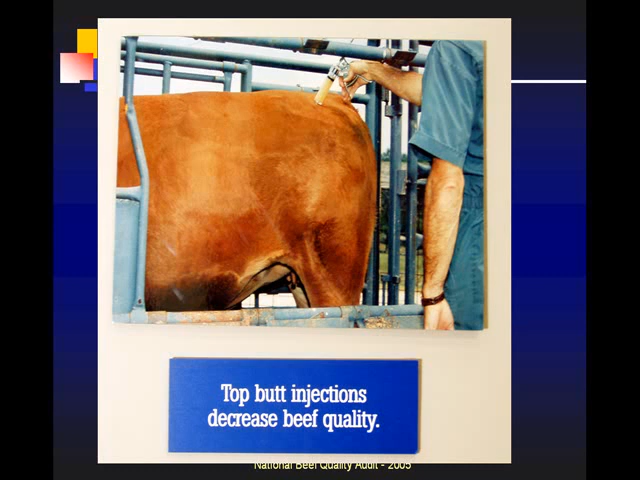 Top butt injections
decrease beef quality.
National Beef Quality Audit - 2005